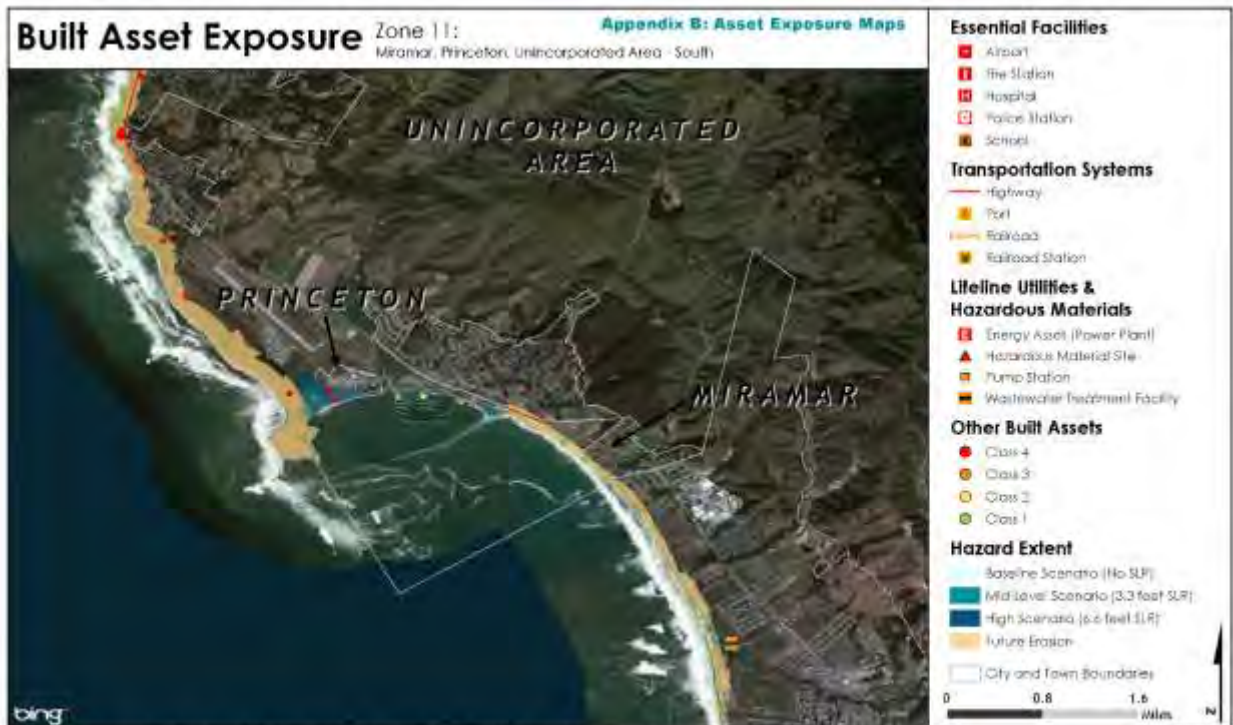 Built Asset Exposure
Zone 11:
Miramar, Princeton, Unincorporated Area - South
Appendix B: Asset Exposure Maps
UNINCORPORATED
AREA
PRINCETON
MIRAMAR
bing
Essential Facilities
Airport
Fire Station
H Hospital
Police Station
School
Transportation Systems
Highway
Port
Railroad
Railroad Station
Lifeline Utilities &
Hazardous Materials
Energy Asset (Power Plant)
Hazardous Material Site
Pump Station
Wastewater Treatment Facility
Other Built Assets
Class 4
Class 3
Class 2
Class 1
Hazard Extent
Baseline Scenario (No SLR)
Mid-Level Scenario (3.3 feet SLR)
High Scenario (6.6 feet SLR)
Future Erosion
City and Town Boundaries
0 0.8 1.6
Miles
N